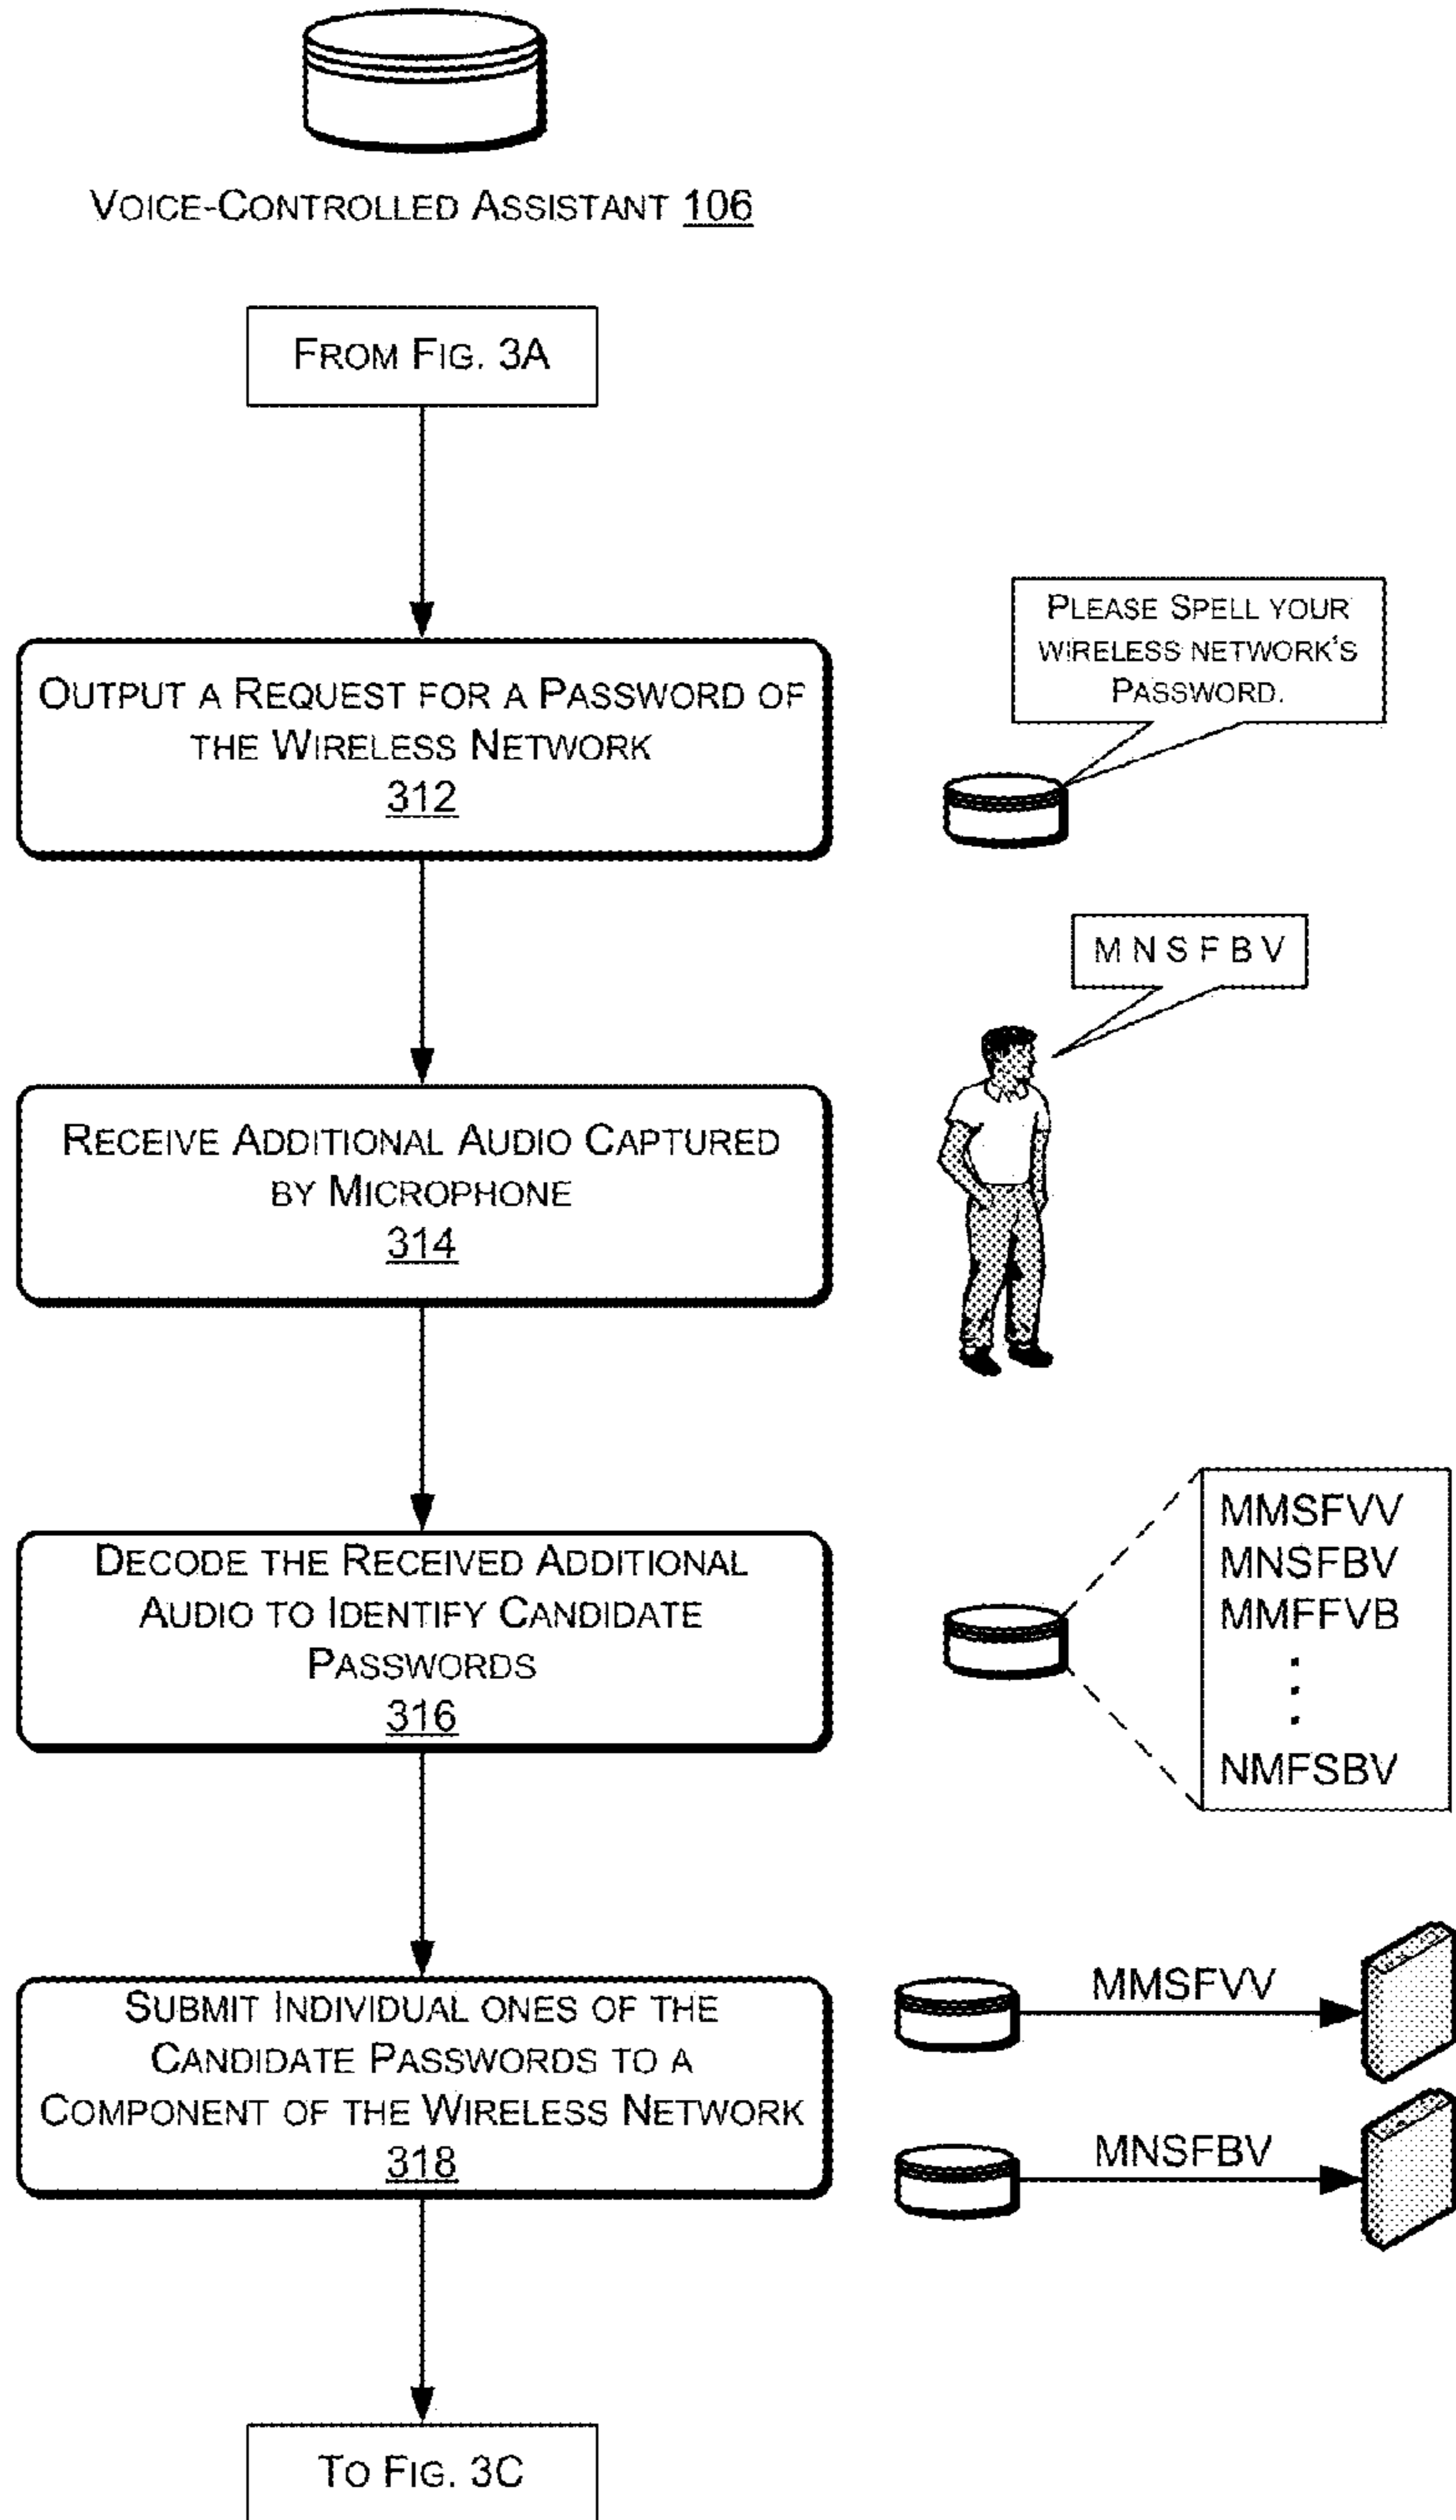 VOICE-CONTROLLED ASSISTANT 106
FROM FIG. 3A
OUTPUT A REQUEST FOR A PASSWORD OF
THE WIRELESS NETWORK
312
PLEASE SPELL YOUR
WIRELESS NETWORK'S
PASSWORD.
M N S F B V
RECEIVE ADDITIONAL AUDIO CAPTURED
BY MICROPHONE
314
DECODE THE RECEIVED ADDITIONAL
AUDIO TO IDENTIFY CANDIDATE
PASSWORDS
316
MMSFVV
MNSFBV
MMFFVB
NMFSBV
SUBMIT INDIVIDUAL ONES OF THE
CANDIDATE PASSWORDS TO A
COMPONENT OF THE WIRELESS NETWORK
318
MMSFVV
MNSFBV
TO FIG. 3C